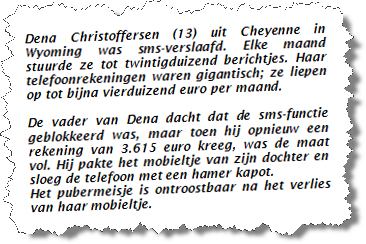 Dena Christoffersen (13) uit Cheyenne in
Wyoming was sms-verslaafd. Elke maand
stuurde ze tot twintigduizend berichtjes. Haar
telefoonrekeningen waren gigantisch; ze liepen
op tot bijna vierduizend euro per maand.

De vader van Dena dacht dat de sms-functie
geblokkeerd was, maar toen hij opnieuw een
rekening van 3.615 euro kreeg, was de maat
vol. Hij pakte het mobieltje van zijn dochter en
sloeg de telefoon met een hamer kapot.
Het pubermeisje is ontroostbaar na het verlies
van haar mobieltje.